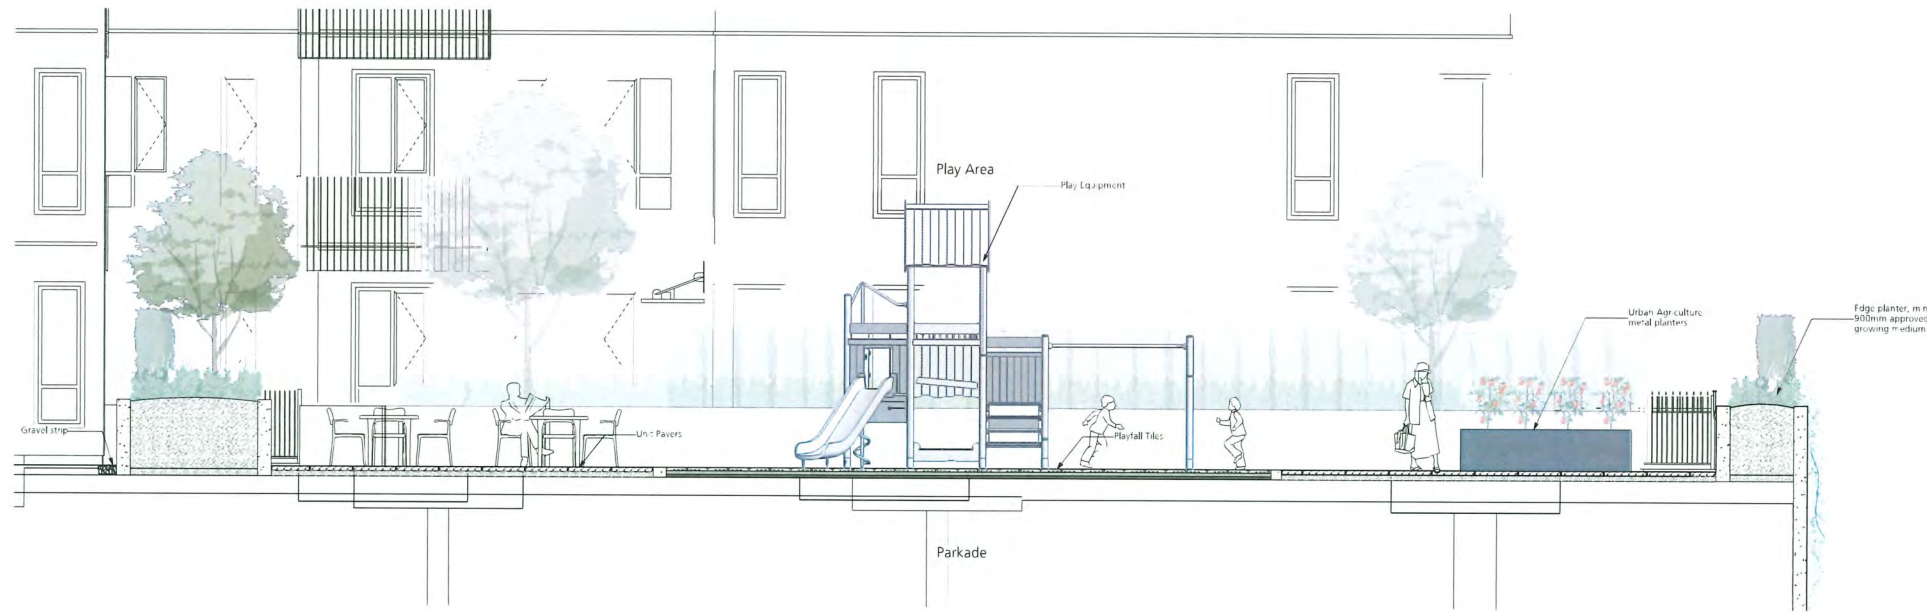 Play Area
Play Equipment
Urban Agriculture
metal planters
Edge planter, min
900mm approved
growing medium
Gravel strip
Unit Pavers
Playfall Tiles
Parkade